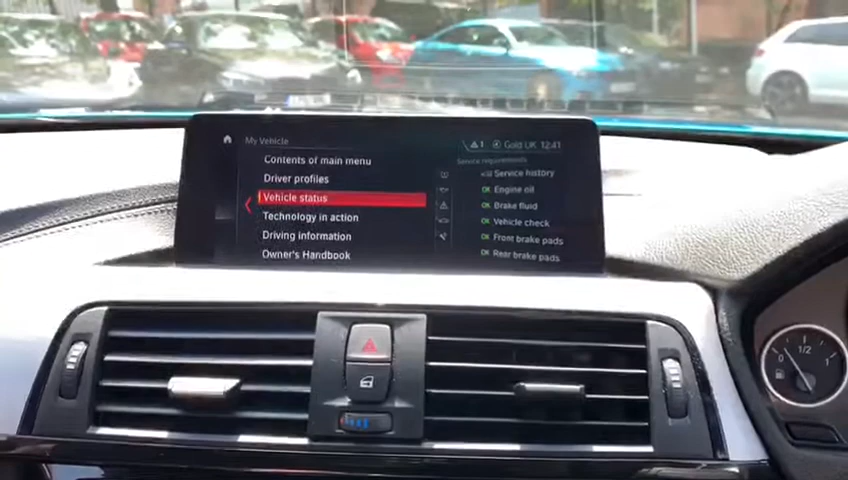 My Vehicle
1 Gold UK 12:41
Contents of main menu
Driver profiles
Vehicle status
Technology in action
Driving information
Owner's Handbook
Service requirements
Service history
OK Engine oil
OK Brake fluid
OK Vehicle check
OK Front brake pads
OK Rear brake pads
1/2
1